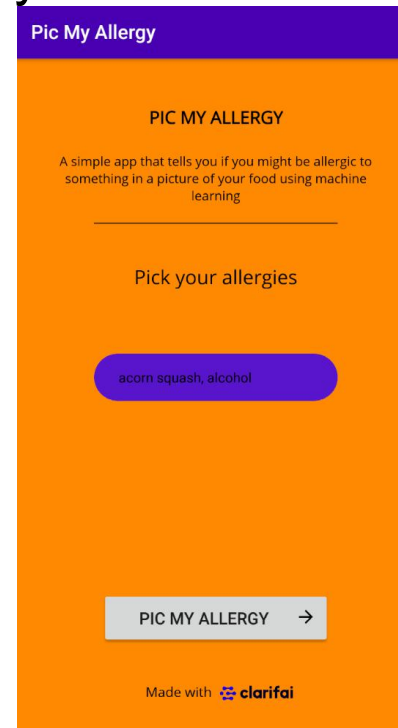 Pic My Allergy
PIC MY ALLERGY
A simple app that tells you if you might be allergic to
something in a picture of your food using machine
learning
Pick your allergies
acorn squash, alcohol
PIC MY ALLERGY
Made with clarifai